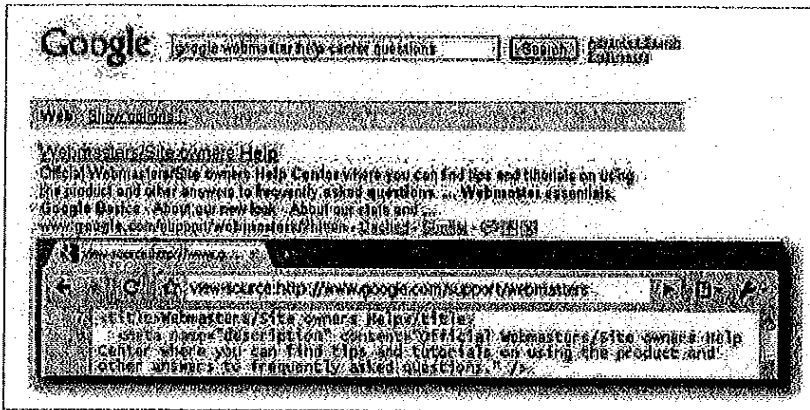 Google google webmaster help center questions Search Advanced Search
Preferences
Web Show options...
Webmasters/Site owners Help
Official Webmasters/Site owners Help Center where you can find tips and tutorials on using
the product and other answers to frequently asked questions. ... Webmaster essentials.
Google Basics - About our new look - About our stats and ...
www.google.com/support/webmasters/?hl=en - Cached - Similar -
view-source:http://www.g...
view-source:http://www.google.com/support/webmasters
<title>Webmasters/Site owners Help</title>
<meta name="description" content="Official Webmasters/Site owners Help
Center where you can find tips and tutorials on using the product and
other answers to frequently asked questions." />